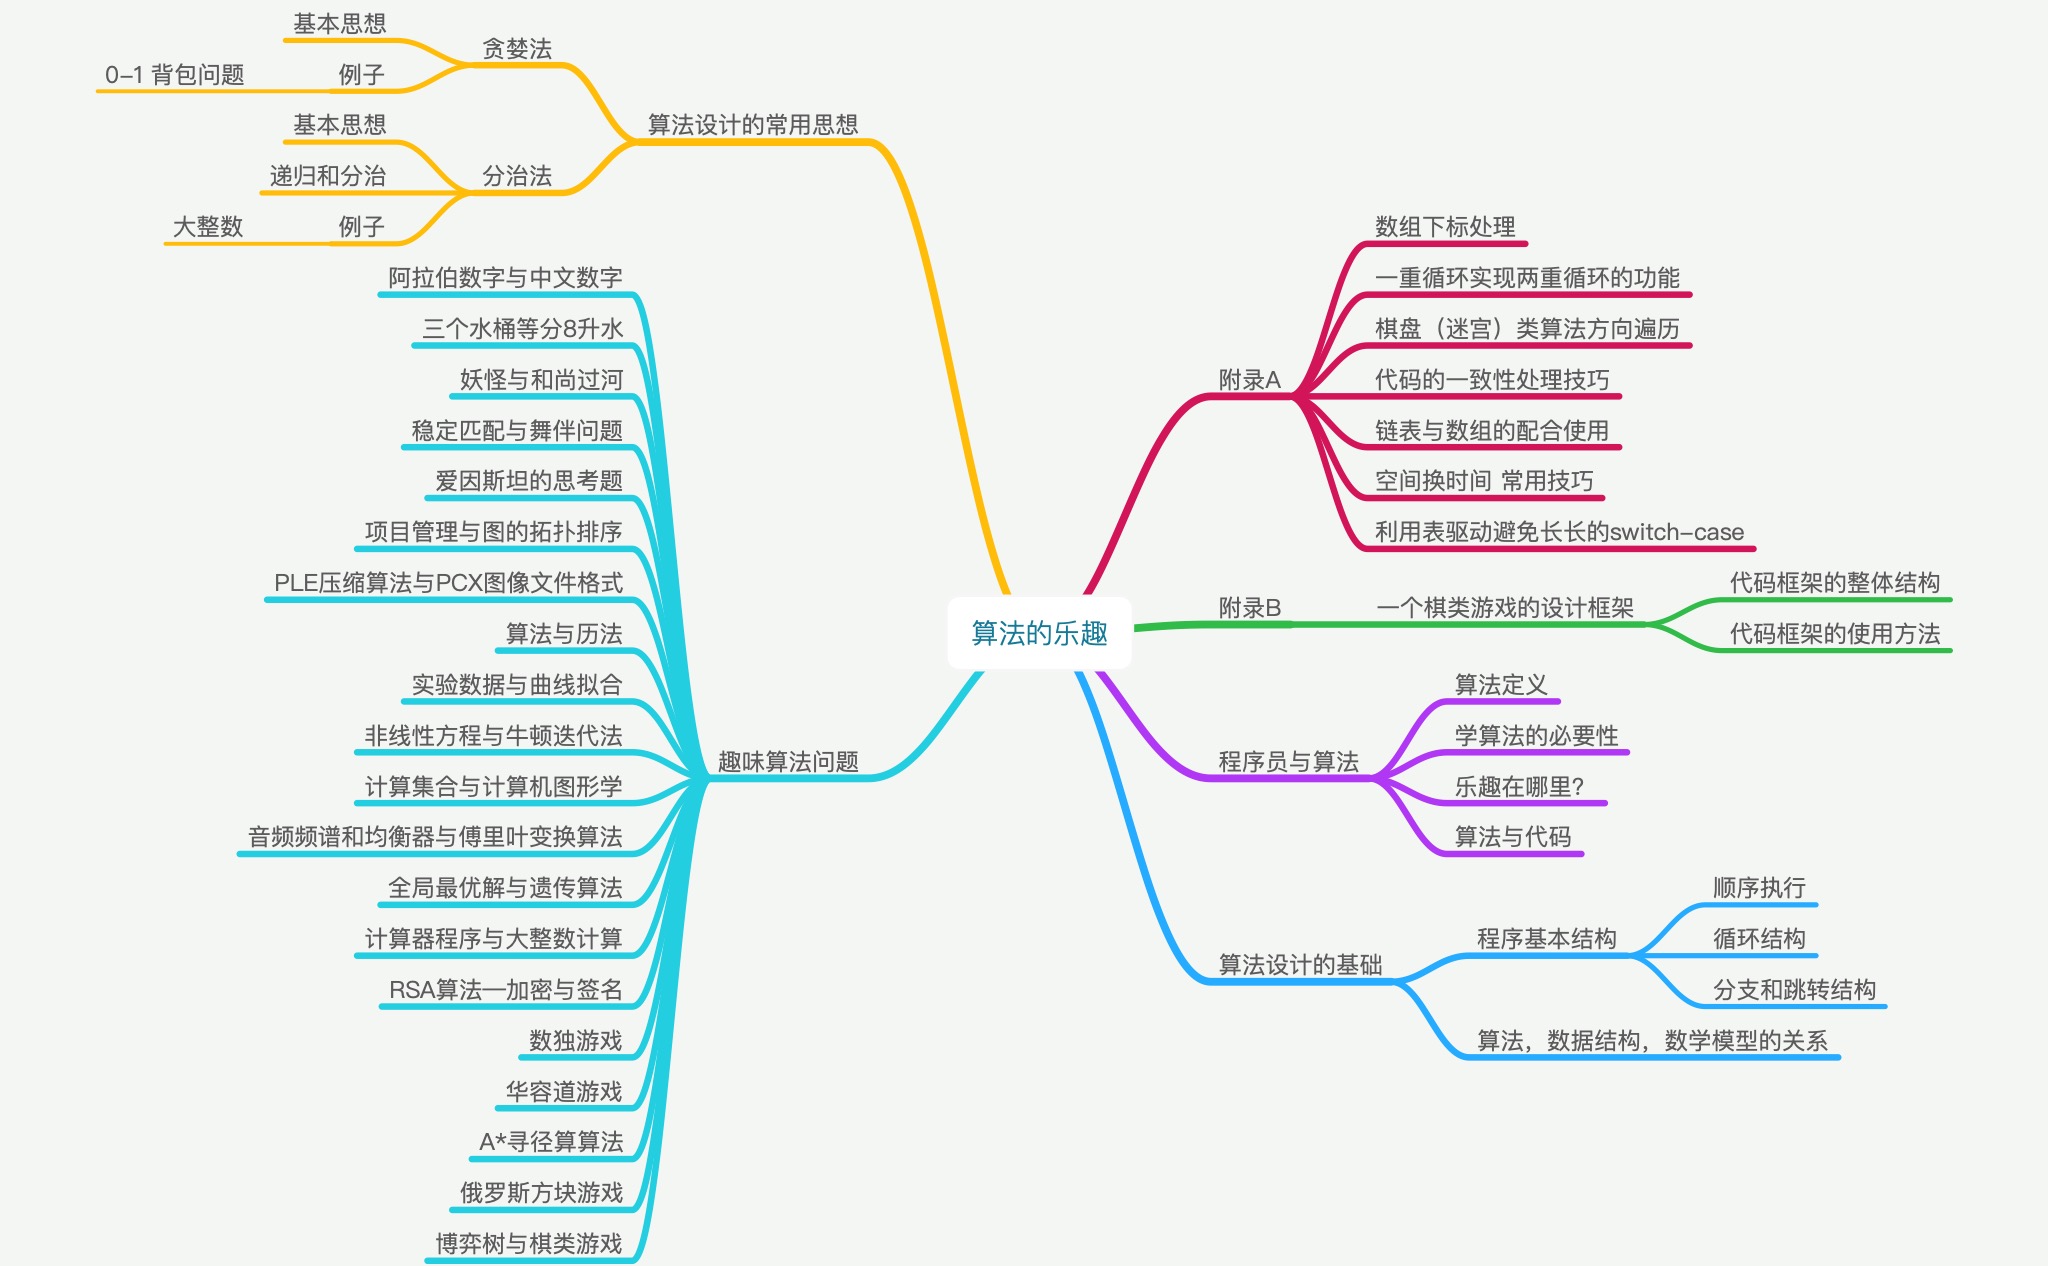 算法的乐趣
算法设计的常用思想
贪婪法
基本思想
例子
0-1 背包问题
分治法
基本思想
递归和分治
例子
大整数
趣味算法问题
阿拉伯数字与中文数字
三个水桶等分8升水
妖怪与和尚过河
稳定匹配与舞伴问题
爱因斯坦的思考题
项目管理与图的拓扑排序
PLE压缩算法与PCX图像文件格式
算法与历法
实验数据与曲线拟合
非线性方程与牛顿迭代法
计算集合与计算机图形学
音频频谱和均衡器与傅里叶变换算法
全局最优解与遗传算法
计算器程序与大整数计算
RSA算法—加密与签名
数独游戏
华容道游戏
A*寻径算算法
俄罗斯方块游戏
博弈树与棋类游戏
附录A
数组下标处理
一重循环实现两重循环的功能
棋盘（迷宫）类算法方向遍历
代码的一致性处理技巧
链表与数组的配合使用
空间换时间 常用技巧
利用表驱动避免长长的switch-case
附录B
一个棋类游戏的设计框架
代码框架的整体结构
代码框架的使用方法
程序员与算法
算法定义
学算法的必要性
乐趣在哪里?
算法与代码
算法设计的基础
程序基本结构
顺序执行
循环结构
分支和跳转结构
算法，数据结构，数学模型的关系